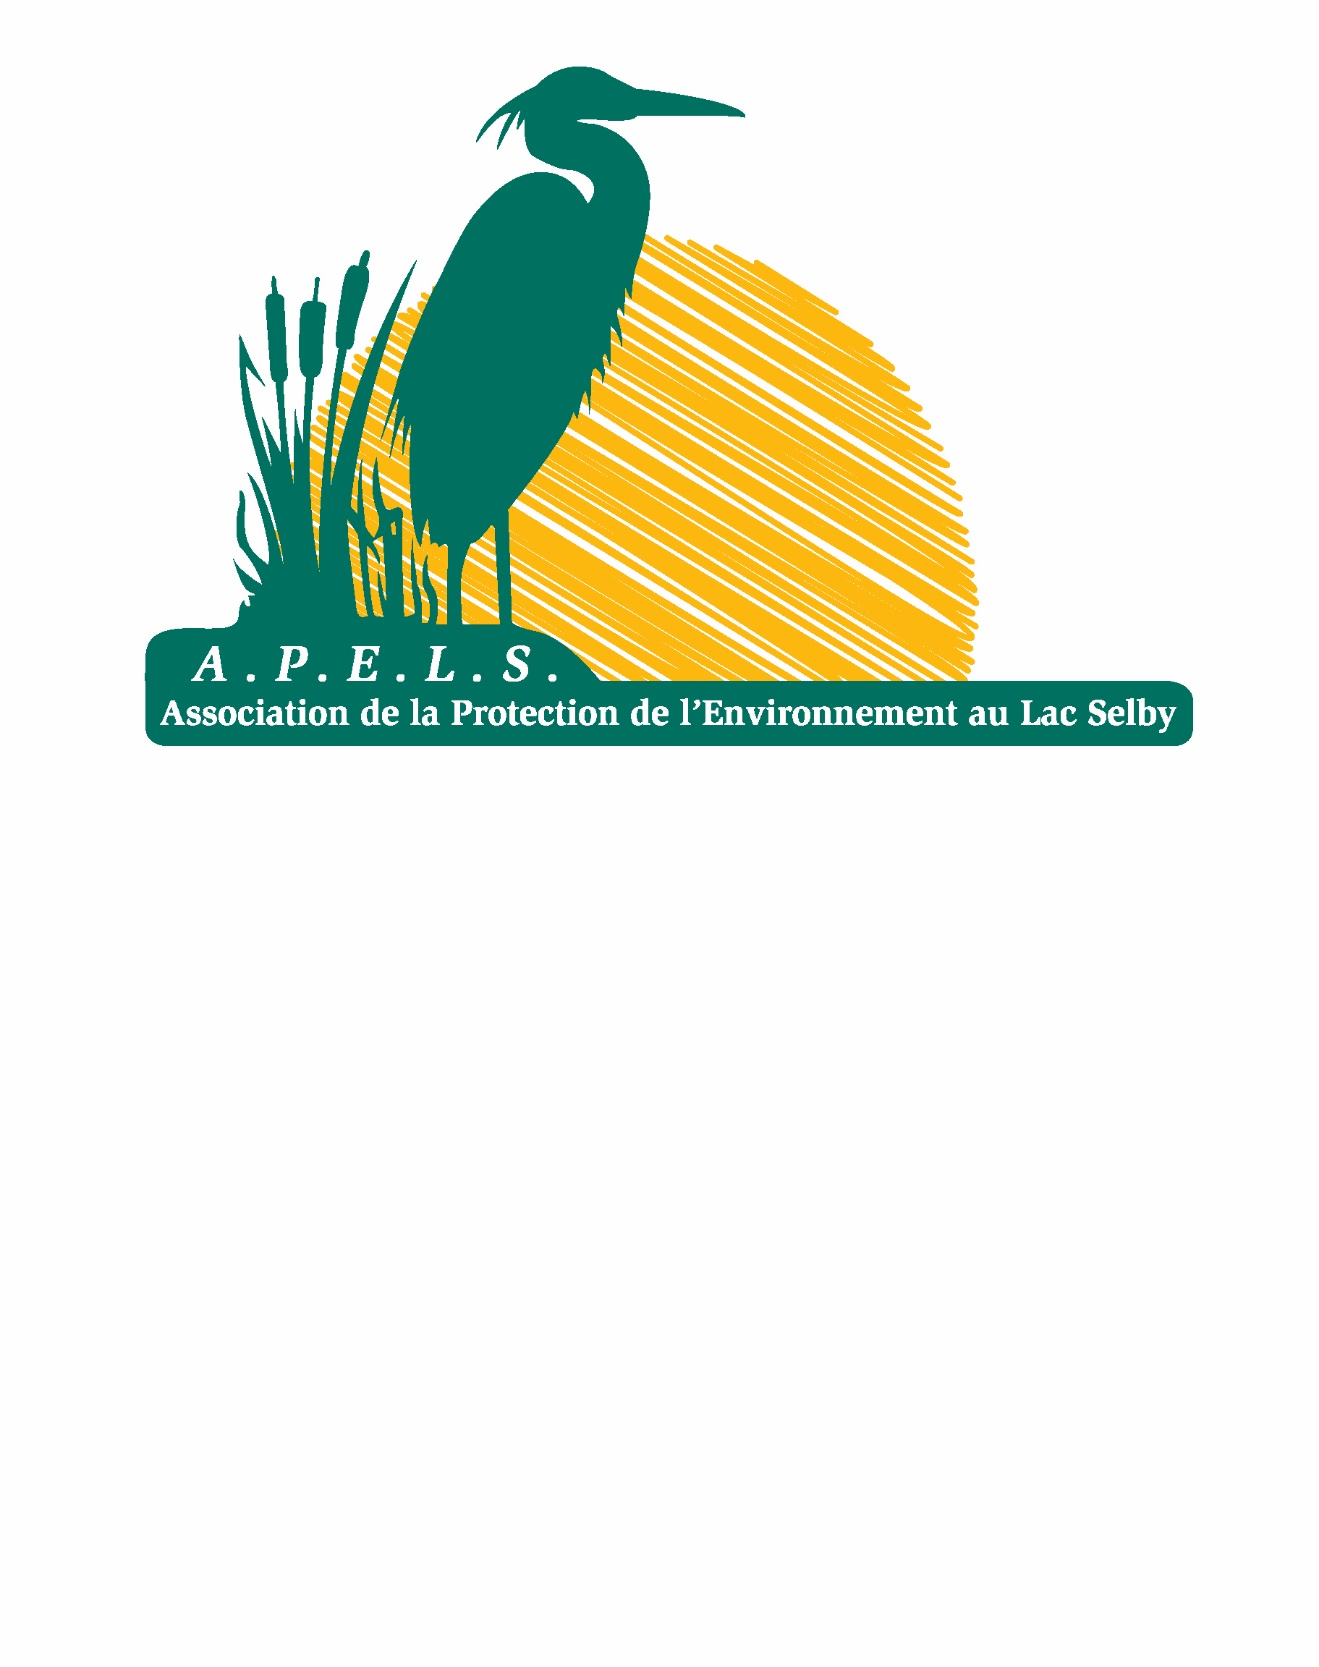 A.P.E.L.S.
Association de la Protection de l’Environnement au Lac Selby